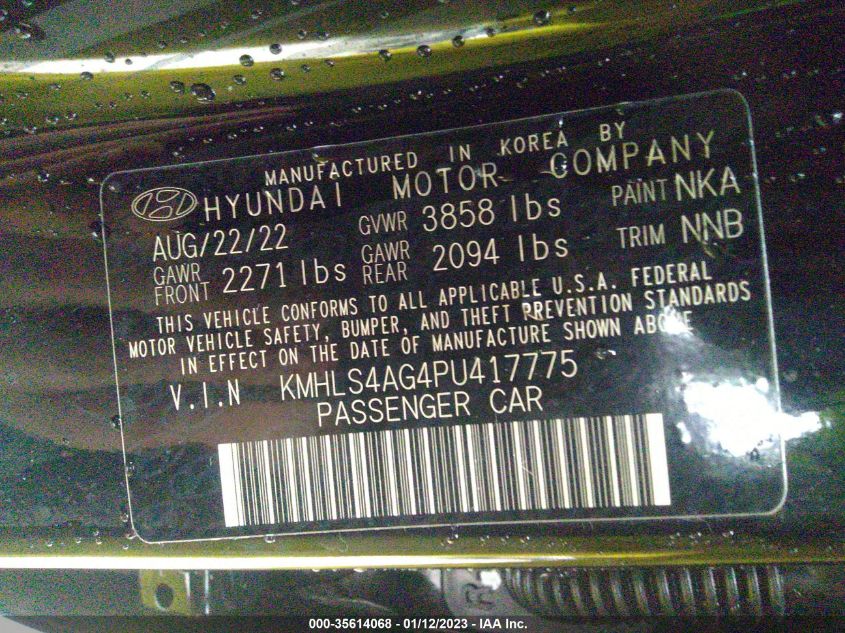 MANUFACTURED IN KOREA BY
HYUNDAI MOTOR COMPANY
AUG/22/22 GVWR 3858 lbs PAINT NKA
GAWR FRONT 2271 lbs GAWR REAR 2094 lbs TRIM NNB
THIS VEHICLE CONFORMS TO ALL APPLICABLE U.S.A. FEDERAL
MOTOR VEHICLE SAFETY, BUMPER, AND THEFT PREVENTION STANDARDS
IN EFFECT ON THE DATE OF MANUFACTURE SHOWN ABOVE
V.I.N KMHLS4AG4PU417775
PASSENGER CAR
R
000-35614068 - 01/12/2023 - IAA Inc.